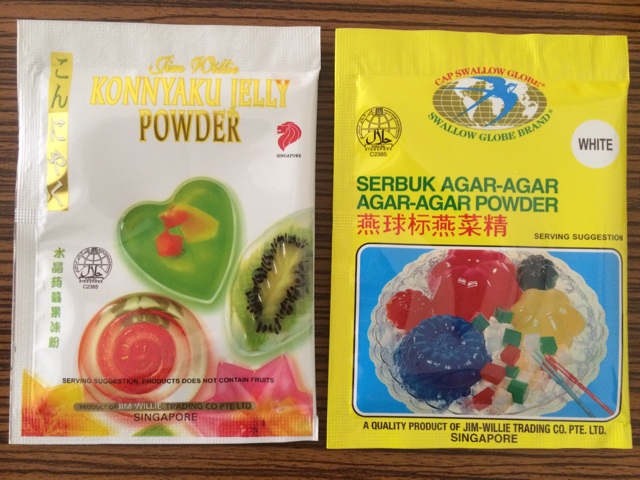 こんにゃく
Jim Willie
KONNYAKU JELLY
POWDER
SINGAPORE
C2385
水晶蒟蒻果冻粉
SERVING SUGGESTION. PRODUCTS DOES NOT CONTAIN FRUITS
PRODUCT OF JIM-WILLIE TRADING CO PTE LTD
SINGAPORE
CAP SWALLOW GLOBE
SWALLOW GLOBE BRAND
C2385
WHITE
SERBUK AGAR-AGAR
AGAR-AGAR POWDER
燕球标燕菜精
SERVING SUGGESTION
A QUALITY PRODUCT OF JIM-WILLIE TRADING CO. PTE. LTD.
SINGAPORE